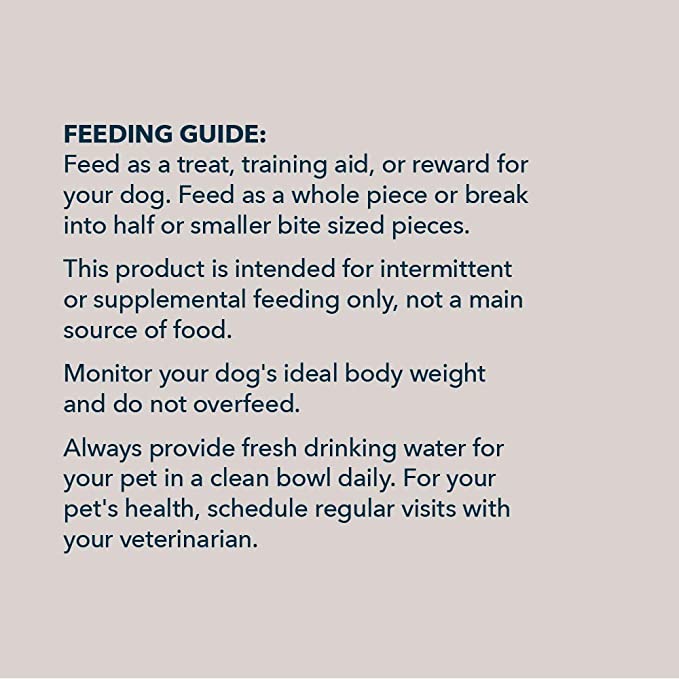 FEEDING GUIDE:
Feed as a treat, training aid, or reward for
your dog. Feed as a whole piece or break
into half or smaller bite sized pieces.
This product is intended for intermittent
or supplemental feeding only, not a main
source of food.
Monitor your dog's ideal body weight
and do not overfeed.
Always provide fresh drinking water for
your pet in a clean bowl daily. For your
pet's health, schedule regular visits with
your veterinarian.